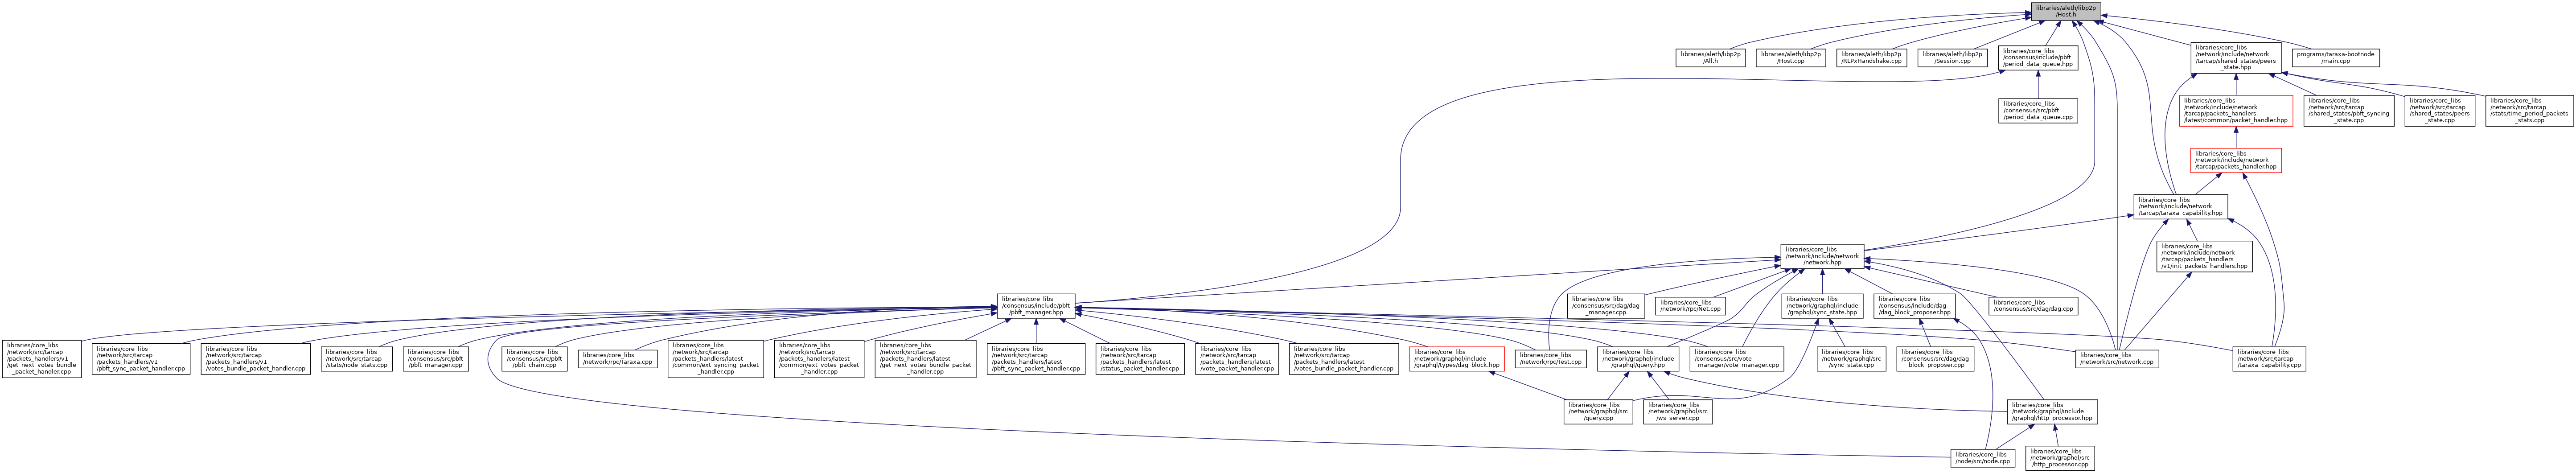 libraries/aleth/libp2p
/Host.h
libraries/aleth/libp2p
/All.h
libraries/aleth/libp2p
/Host.cpp
libraries/aleth/libp2p
/RLPxHandshake.cpp
libraries/aleth/libp2p
/Session.cpp
libraries/core_libs
/consensus/include/pbft
/period_data_queue.hpp
libraries/core_libs
/network/include/network
/tarcap/shared_states/peers
_state.hpp
programs/taraxa-bootnode
/main.cpp
libraries/core_libs
/consensus/src/pbft
/period_data_queue.cpp
libraries/core_libs
/network/include/network
/tarcap/packets_handlers
/latest/common/packet_handler.hpp
libraries/core_libs
/network/src/tarcap
/shared_states/pbft_syncing
_state.cpp
libraries/core_libs
/network/src/tarcap
/shared_states/peers
_state.cpp
libraries/core_libs
/network/src/tarcap
/stats/time_period_packets
_stats.cpp
libraries/core_libs
/network/include/network
/tarcap/packets_handler.hpp
libraries/core_libs
/network/include/network
/tarcap/taraxa_capability.hpp
libraries/core_libs
/network/include/network
/network.hpp
libraries/core_libs
/network/include/network
/tarcap/packets_handlers
/v1/init_packets_handlers.hpp
libraries/core_libs
/consensus/include/pbft
/pbft_manager.hpp
libraries/core_libs
/consensus/src/dag/dag
_manager.cpp
libraries/core_libs
/network/rpc/Net.cpp
libraries/core_libs
/network/graphql/include
/graphql/sync_state.hpp
libraries/core_libs
/consensus/include/dag
/dag_block_proposer.hpp
libraries/core_libs
/consensus/src/dag/dag.cpp
libraries/core_libs
/network/src/tarcap
/packets_handlers/v1
/get_next_votes_bundle
_packet_handler.cpp
libraries/core_libs
/network/src/tarcap
/packets_handlers/v1
/pbft_sync_packet_handler.cpp
libraries/core_libs
/network/src/tarcap
/packets_handlers/v1
/votes_bundle_packet_handler.cpp
libraries/core_libs
/network/src/tarcap
/stats/node_stats.cpp
libraries/core_libs
/consensus/src/pbft
/pbft_manager.cpp
libraries/core_libs
/consensus/src/pbft
/pbft_chain.cpp
libraries/core_libs
/network/rpc/Taraxa.cpp
libraries/core_libs
/network/src/tarcap
/packets_handlers/latest
/common/ext_syncing_packet
_handler.cpp
libraries/core_libs
/network/src/tarcap
/packets_handlers/latest
/common/ext_votes_packet
_handler.cpp
libraries/core_libs
/network/src/tarcap
/packets_handlers/latest
/get_next_votes_bundle_packet
_handler.cpp
libraries/core_libs
/network/src/tarcap
/packets_handlers/latest
/pbft_sync_packet_handler.cpp
libraries/core_libs
/network/src/tarcap
/packets_handlers/latest
/status_packet_handler.cpp
libraries/core_libs
/network/src/tarcap
/packets_handlers/latest
/vote_packet_handler.cpp
libraries/core_libs
/network/src/tarcap
/packets_handlers/latest
/votes_bundle_packet_handler.cpp
libraries/core_libs
/network/graphql/include
/graphql/types/dag_block.hpp
libraries/core_libs
/network/rpc/Test.cpp
libraries/core_libs
/network/graphql/include
/graphql/query.hpp
libraries/core_libs
/consensus/src/vote
_manager/vote_manager.cpp
libraries/core_libs
/network/graphql/src
/sync_state.cpp
libraries/core_libs
/consensus/src/dag/dag
_block_proposer.cpp
libraries/core_libs
/network/src/network.cpp
libraries/core_libs
/network/src/tarcap
/taraxa_capability.cpp
libraries/core_libs
/network/graphql/src
/query.cpp
libraries/core_libs
/network/graphql/src
/ws_server.cpp
libraries/core_libs
/network/graphql/include
/graphql/http_processor.hpp
libraries/core_libs
/node/src/node.cpp
libraries/core_libs
/network/graphql/src
/http_processor.cpp